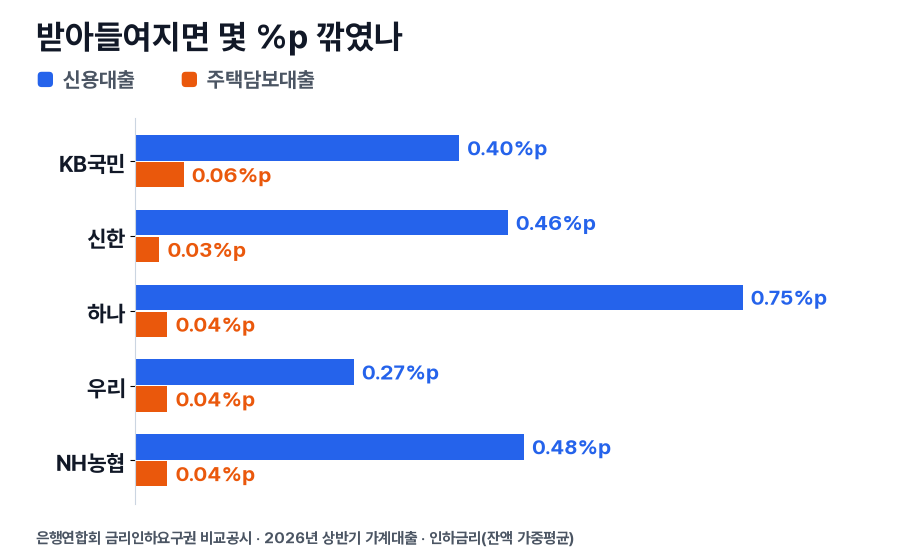 받아들여지면 몇 %p 깎였나
신용대출 주택담보대출
KB국민 0.40%p
0.06%p
신한 0.46%p
0.03%p
하나 0.75%p
0.04%p
우리 0.27%p
0.04%p
NH농협 0.48%p
0.04%p
은행연합회 금리인하요구권 비교공시 · 2026년 상반기 가계대출 · 인하금리(잔액 가중평균)